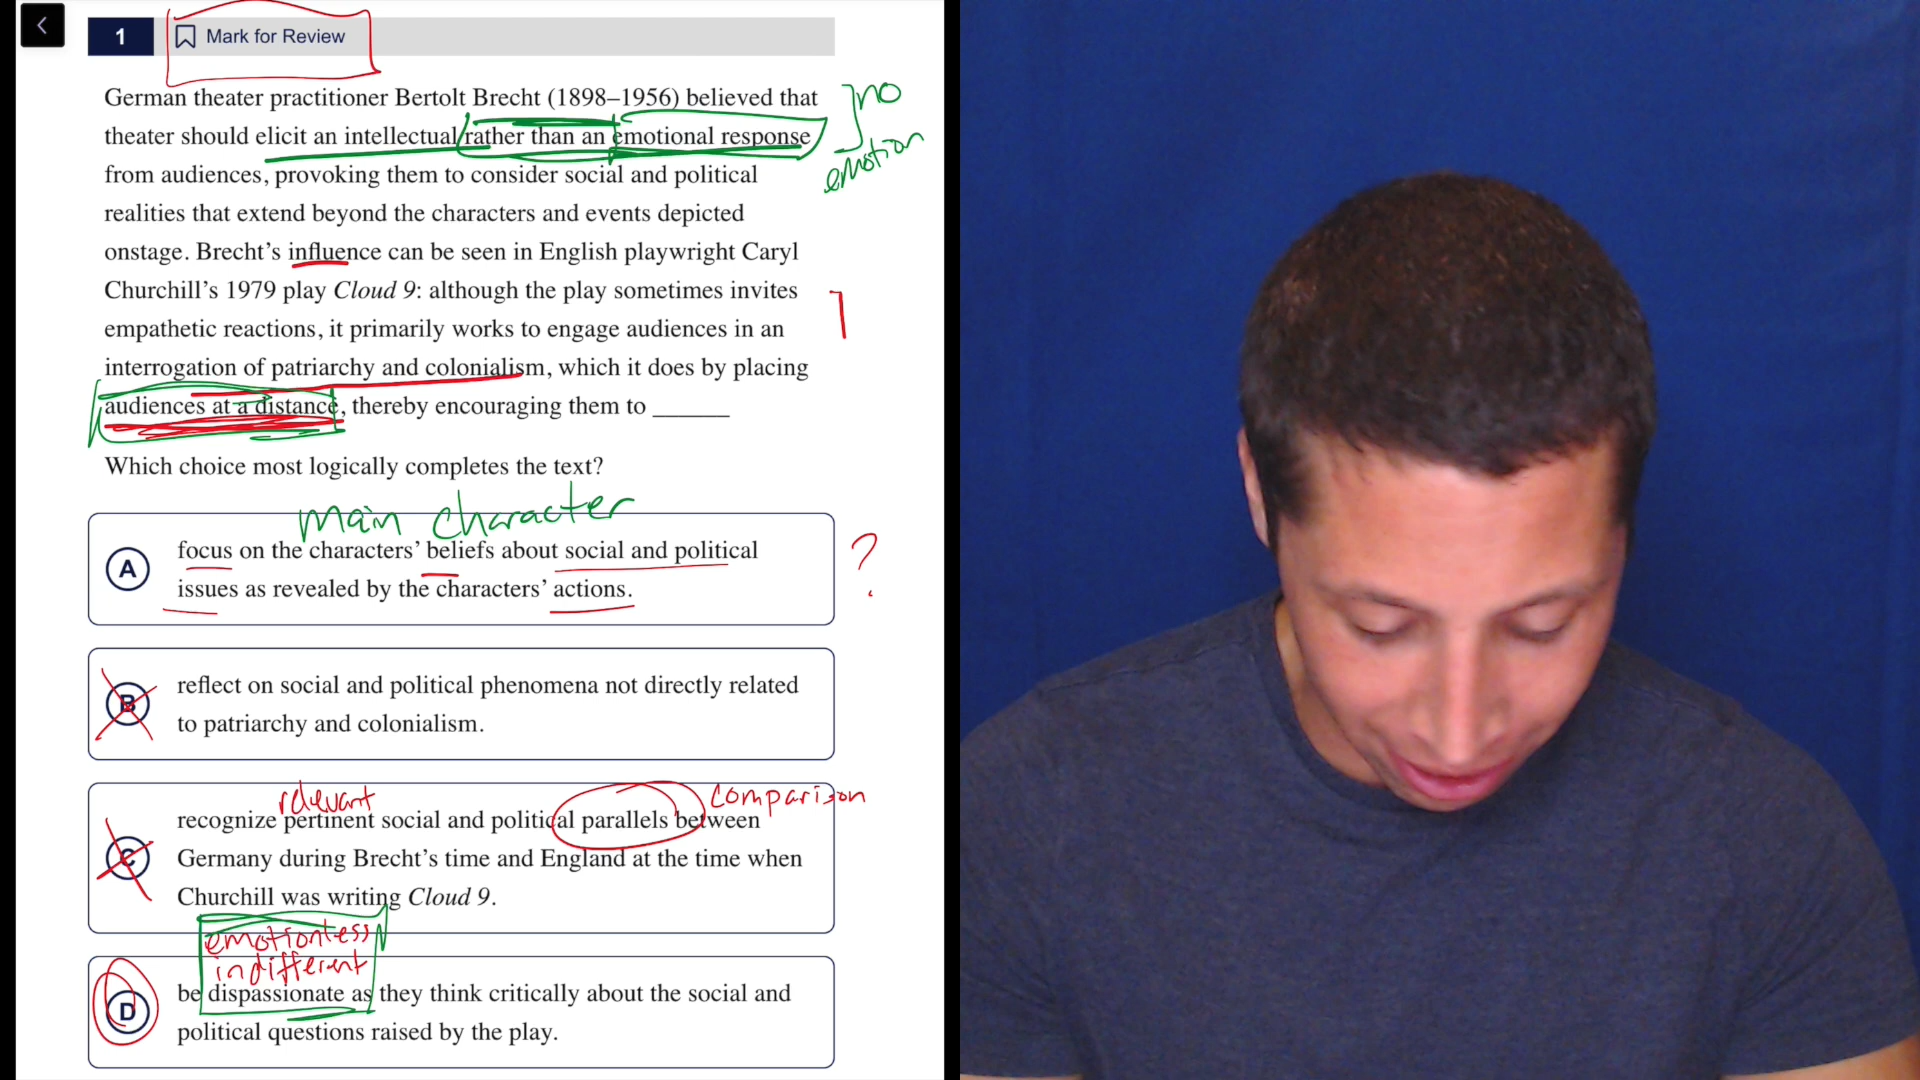 1 Mark for Review
German theater practitioner Bertolt Brecht (1898–1956) believed that
theater should elicit an intellectual rather than an emotional response
from audiences, provoking them to consider social and political
realities that extend beyond the characters and events depicted
onstage. Brecht’s influence can be seen in English playwright Caryl
Churchill’s 1979 play Cloud 9: although the play sometimes invites
empathetic reactions, it primarily works to engage audiences in an
interrogation of patriarchy and colonialism, which it does by placing
audiences at a distance, thereby encouraging them to ______
no
emotion
Which choice most logically completes the text?
main character
A
focus on the characters’ beliefs about social and political
issues as revealed by the characters’ actions.
?
B
reflect on social and political phenomena not directly related
to patriarchy and colonialism.
relevant
comparison
C
recognize pertinent social and political parallels between
Germany during Brecht’s time and England at the time when
Churchill was writing Cloud 9.
emotionless
indifferent
D
be dispassionate as they think critically about the social and
political questions raised by the play.